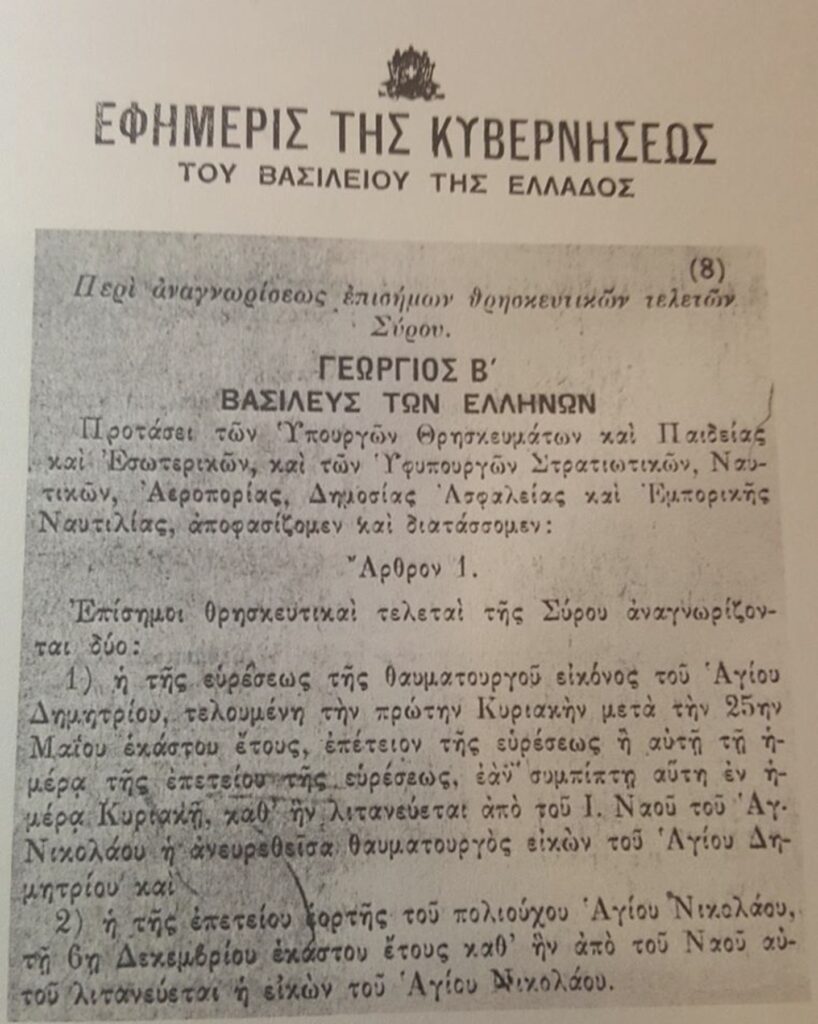 ΕΦΗΜΕΡΙΣ ΤΗΣ ΚΥΒΕΡΝΗΣΕΩΣ
ΤΟΥ ΒΑΣΙΛΕΙΟΥ ΤΗΣ ΕΛΛΑΔΟΣ
(8)
Περὶ ἀναγνωρίσεως ἐπισήμων θρησκευτικῶν τελετῶν
Σύρου.
ΓΕΩΡΓΙΟΣ Β΄
ΒΑΣΙΛΕΥΣ ΤΩΝ ΕΛΛΗΝΩΝ
Προτάσει τῶν Ὑπουργῶν Θρησκευμάτων καὶ Παιδείας
καὶ Ἐσωτερικῶν, καὶ τῶν Ὑφυπουργῶν Στρατιωτικῶν, Ναυ-
τικῶν, Ἀεροπορίας, Δημοσίας Ἀσφαλείας καὶ Ἐμπορικῆς
Ναυτιλίας, ἀποφασίζομεν καὶ διατάσσομεν:
Ἄρθρον 1.
Ἐπίσημοι θρησκευτικαὶ τελεταὶ τῆς Σύρου ἀναγνωρίζον-
ται δύο:
1) ἡ τῆς εὑρέσεως τῆς θαυματουργοῦ εἰκόνος τοῦ Ἁγίου
Δημητρίου, τελουμένη τὴν πρώτην Κυριακὴν μετὰ τὴν 25ην
Μαΐου ἑκάστου ἔτους, ἐπέτειον τῆς εὑρέσεως ἢ αὐτῇ τῇ ἡ-
μέρᾳ τῆς ἐπετείου τῆς εὑρέσεως, ἐὰν συμπίπτῃ αὕτη ἐν ἡ-
μέρᾳ Κυριακῇ, καθ' ἣν λιτανεύεται ἀπὸ τοῦ Ι. Ναοῦ τοῦ Ἁγ.
Νικολάου ἡ ἀνευρεθεῖσα θαυματουργὸς εἰκὼν τοῦ Ἁγίου Δη-
μητρίου καὶ
2) ἡ τῆς ἐπετείου ἑορτῆς τοῦ πολιούχου Ἁγίου Νικολάου,
τῇ 6ῃ Δεκεμβρίου ἑκάστου ἔτους καθ' ἣν ἀπὸ τοῦ Ναοῦ αὐ-
τοῦ λιτανεύεται ἡ εἰκὼν τοῦ Ἁγίου Νικολάου.